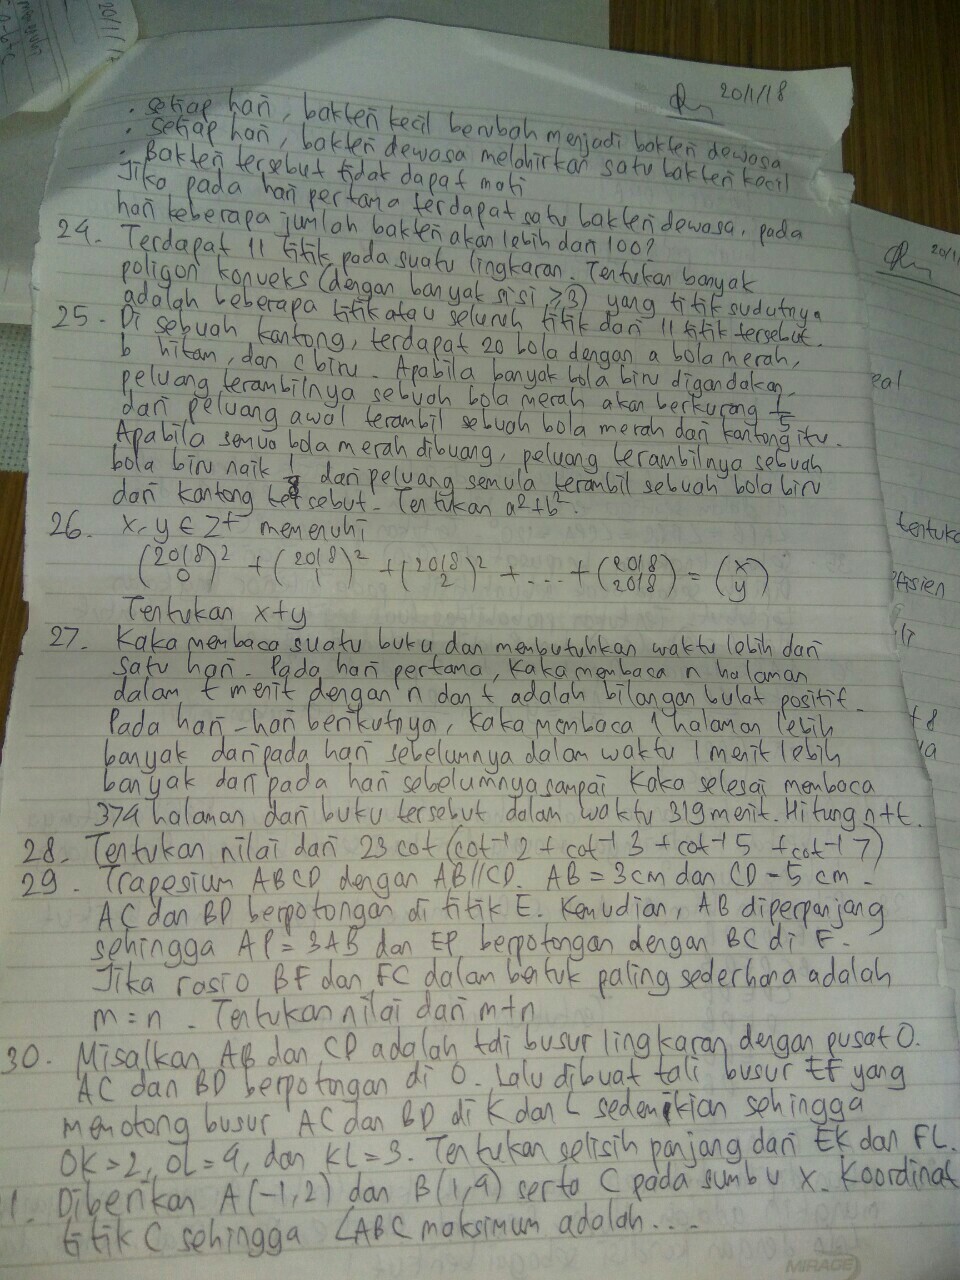 20/1/18
. setiap hari, bakteri kecil berubah menjadi bakteri dewasa
. setiap hari, bakteri dewasa melahirkan satu bakteri kecil
. Bakteri tersebut tidak dapat mati
Jika pada hari pertama terdapat satu bakteri dewasa, pada
hari keberapa jumlah bakteri akan lebih dari 100?
24. Terdapat 11 titik pada suatu lingkaran. Tentukan banyak
poligon konveks (dengan banyak sisi ≥3) yang titik sudutnya
adalah beberapa titik atau seluruh titik dari 11 titik tersebut.
25. Di sebuah kantong, terdapat 20 bola dengan a bola merah,
b hitam, dan c biru. Apabila banyak bola biru digandakan,
peluang terambilnya sebuah bola merah akan berkurang 1/5
dari peluang awal terambil sebuah bola merah dari kantong itu.
Apabila semua bola merah dibuang, peluang terambilnya sebuah
bola biru naik dari peluang semula terambil sebuah bola biru
dari kantong tersebut. Tentukan a²+b².
26. x, y ∈ Z+ memenuhi
(2018 0)² + (2018 1)² + (2018 2)² + ... + (2018 2018) = (x y)
Tentukan x+y
27. Kaka membaca suatu buku dan membutuhkan waktu lebih dari
satu hari. Pada hari pertama, Kaka membaca n halaman
dalam t menit dengan n dan t adalah bilangan bulat positif.
Pada hari-hari berikutnya, Kaka membaca 1 halaman lebih
banyak daripada hari sebelumnya dalam waktu 1 menit lebih
banyak dari pada hari sebelumnya sampai Kaka selesai membaca
374 halaman dari buku tersebut dalam waktu 319 menit. Hitung n+t.
28. Tentukan nilai dari 23 cot (cot⁻¹ 2 + cot⁻¹ 3 + cot⁻¹ 5 + cot⁻¹ 7)
29. Trapesium ABCD dengan AB//CD. AB = 3 cm dan CD = 5 cm.
AC dan BD berpotongan di titik E. Kemudian, AB diperpanjang
sehingga AP = 3AB dan EP berpotongan dengan BC di F.
Jika rasio BF dan FC dalam bentuk paling sederhana adalah
m = n. Tentukan nilai dari m+n
30. Misalkan AB dan CD adalah tali busur lingkaran dengan pusat O.
AC dan BD berpotongan di O. Lalu dibuat tali busur EF yang
memotong busur AC dan BD di K dan L sedemikian sehingga
OK = 2, OL = 4, dan KL = 3. Tentukan selisih panjang dari EK dan FL.
1. Diberikan A(-1,2) dan B(1,4) serta C pada sumbu x. Koordinat
titik C sehingga ∠ABC maksimum adalah....
MIRAGE
20/1
eal
tentuka
fisien
+8
ya
20/1/1